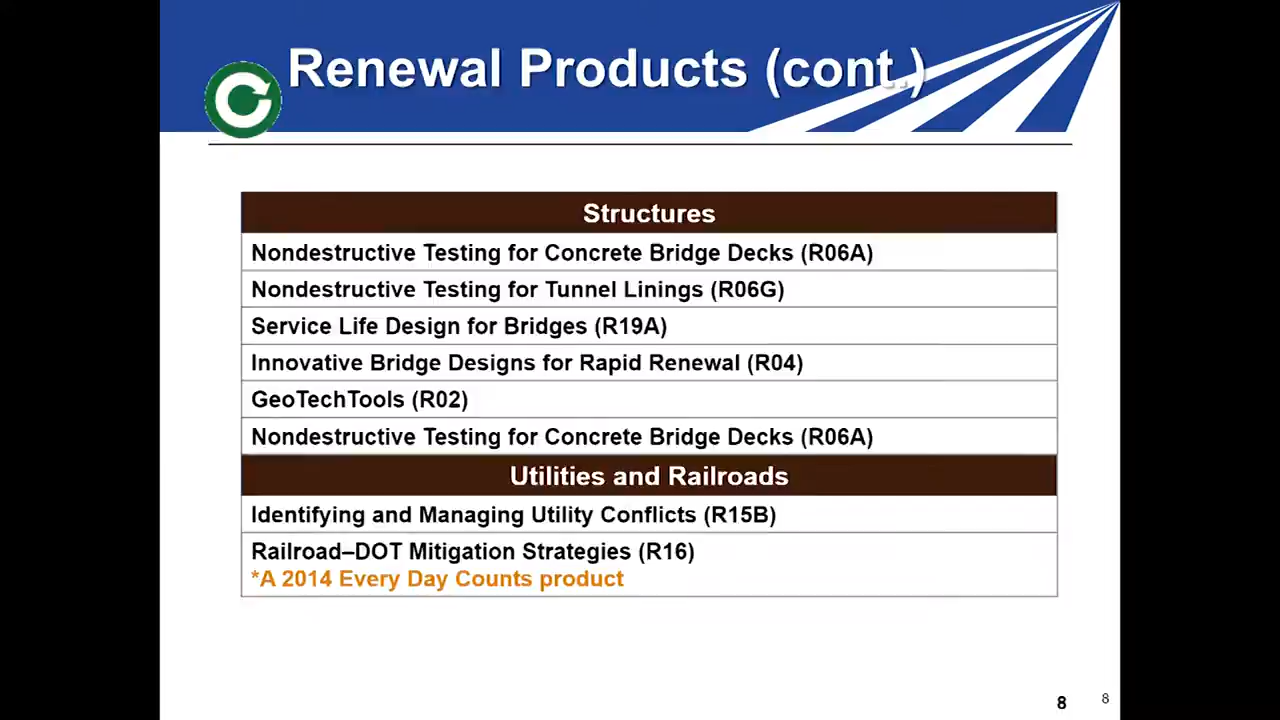 Renewal Products (cont.)
Structures
Nondestructive Testing for Concrete Bridge Decks (R06A)
Nondestructive Testing for Tunnel Linings (R06G)
Service Life Design for Bridges (R19A)
Innovative Bridge Designs for Rapid Renewal (R04)
GeoTechTools (R02)
Nondestructive Testing for Concrete Bridge Decks (R06A)
Utilities and Railroads
Identifying and Managing Utility Conflicts (R15B)
Railroad–DOT Mitigation Strategies (R16)
*A 2014 Every Day Counts product
8 8